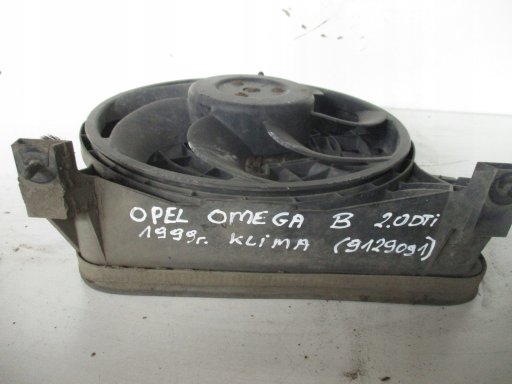 OPEL OMEGA B 2.0DTi
1999r. KLIMA (9129091)